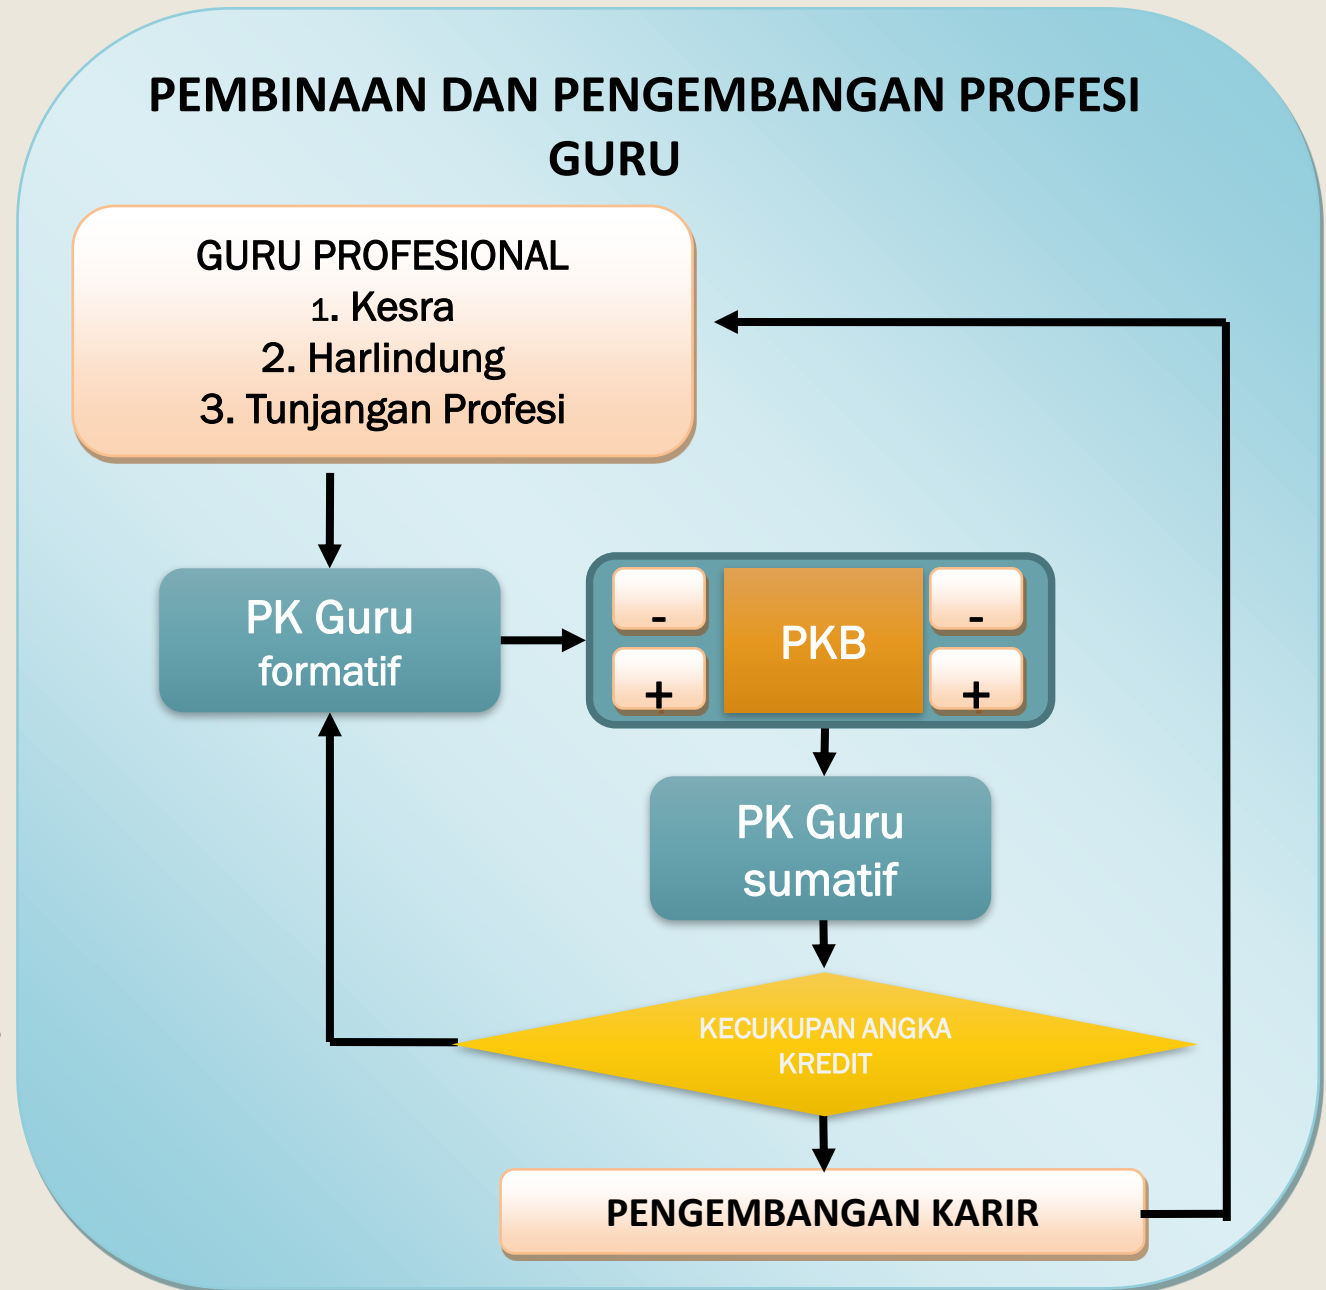 PEMBINAAN DAN PENGEMBANGAN PROFESI
GURU
GURU PROFESIONAL
1. Kesra
2. Harlindung
3. Tunjangan Profesi
PK Guru
formatif
-
+
PKB
-
+
PK Guru
sumatif
KECUKUPAN ANGKA
KREDIT
PENGEMBANGAN KARIR